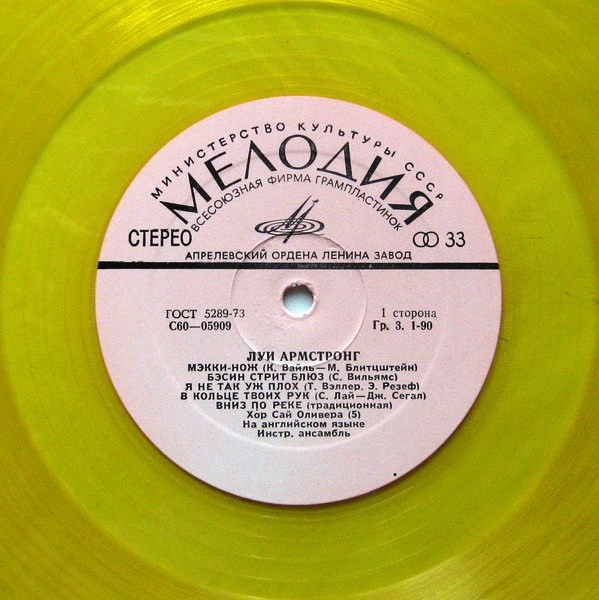 МИНИСТЕРСТВО КУЛЬТУРЫ СССР
МЕЛОДИЯ
ВСЕСОЮЗНАЯ ФИРМА ГРАМПЛАСТИНОК
СТЕРЕО
33
АПРЕЛЕВСКИЙ ОРДЕНА ЛЕНИНА ЗАВОД
ГОСТ 5289-73
1 сторона
С60—05909
Гр. 3. 1-90
ЛУИ АРМСТРОНГ
МЭККИ-НОЖ (К. Вайль—М. Блитцштейн)
БЭСИН СТРИТ БЛЮЗ (С. Вильямс)
Я НЕ ТАК УЖ ПЛОХ (Т. Вэллер, Э. Резеф)
В КОЛЬЦЕ ТВОИХ РУК (С. Лай—Дж. Сегал)
ВНИЗ ПО РЕКЕ (традиционная)
Хор Сай Оливера (5)
На английском языке
Инстр. ансамбль